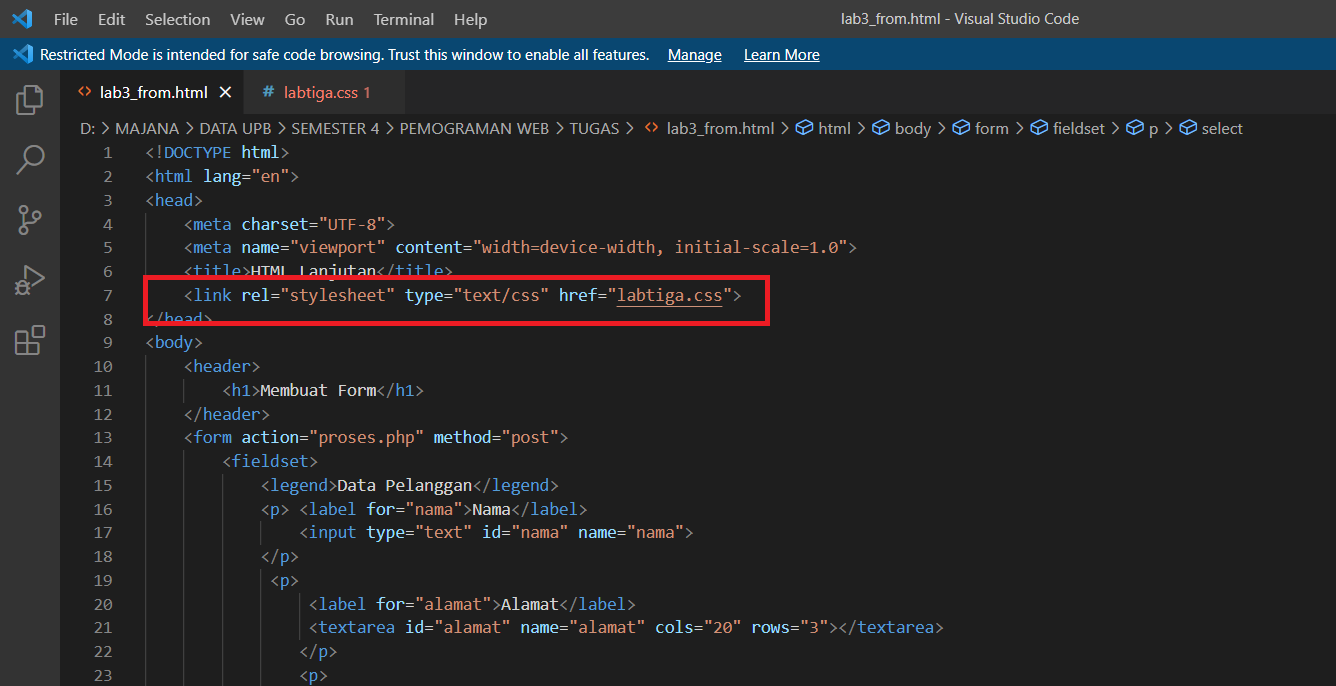 File Edit Selection View Go Run Terminal Help lab3_from.html - Visual Studio Code
Restricted Mode is intended for safe code browsing. Trust this window to enable all features. Manage Learn More
lab3_from.html × # labtiga.css 1
D: > MAJANA > DATA UPB > SEMESTER 4 > PEMOGRAMAN WEB > TUGAS > <> lab3_from.html > html > body > form > fieldset > p > select
1 <!DOCTYPE html>
2 <html lang="en">
3 <head>
4 <meta charset="UTF-8">
5 <meta name="viewport" content="width=device-width, initial-scale=1.0">
6 <title>HTML Lanjutan</title>
7 <link rel="stylesheet" type="text/css" href="labtiga.css">
8 </head>
9 <body>
10 <header>
11 <h1>Membuat Form</h1>
12 </header>
13 <form action="proses.php" method="post">
14 <fieldset>
15 <legend>Data Pelanggan</legend>
16 <p> <label for="nama">Nama</label>
17 <input type="text" id="nama" name="nama">
18 </p>
19 <p>
20 <label for="alamat">Alamat</label>
21 <textarea id="alamat" name="alamat" cols="20" rows="3"></textarea>
22 </p>
23 <p>